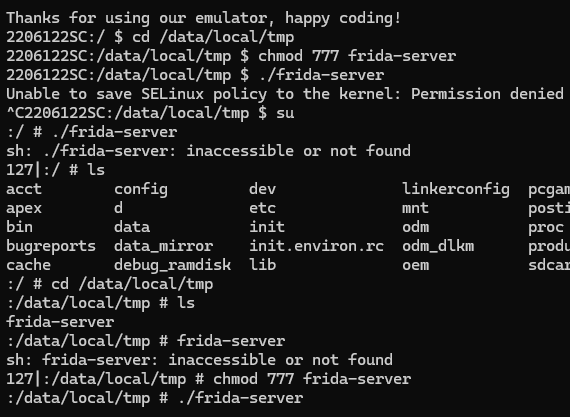 Thanks for using our emulator, happy coding!
2206122SC:/ $ cd /data/local/tmp
2206122SC:/data/local/tmp $ chmod 777 frida-server
2206122SC:/data/local/tmp $ ./frida-server
Unable to save SELinux policy to the kernel: Permission denied
^C2206122SC:/data/local/tmp $ su
:/ # ./frida-server
sh: ./frida-server: inaccessible or not found
127|:/ # ls
acct config dev linkerconfig pcgam
apex d etc mnt posti
bin data init odm proc
bugreports data_mirror init.environ.rc odm_dlkm produ
cache debug_ramdisk lib oem sdcar
:/ # cd /data/local/tmp
:/data/local/tmp # ls
frida-server
:/data/local/tmp # frida-server
sh: frida-server: inaccessible or not found
127|:/data/local/tmp # chmod 777 frida-server
:/data/local/tmp # ./frida-server